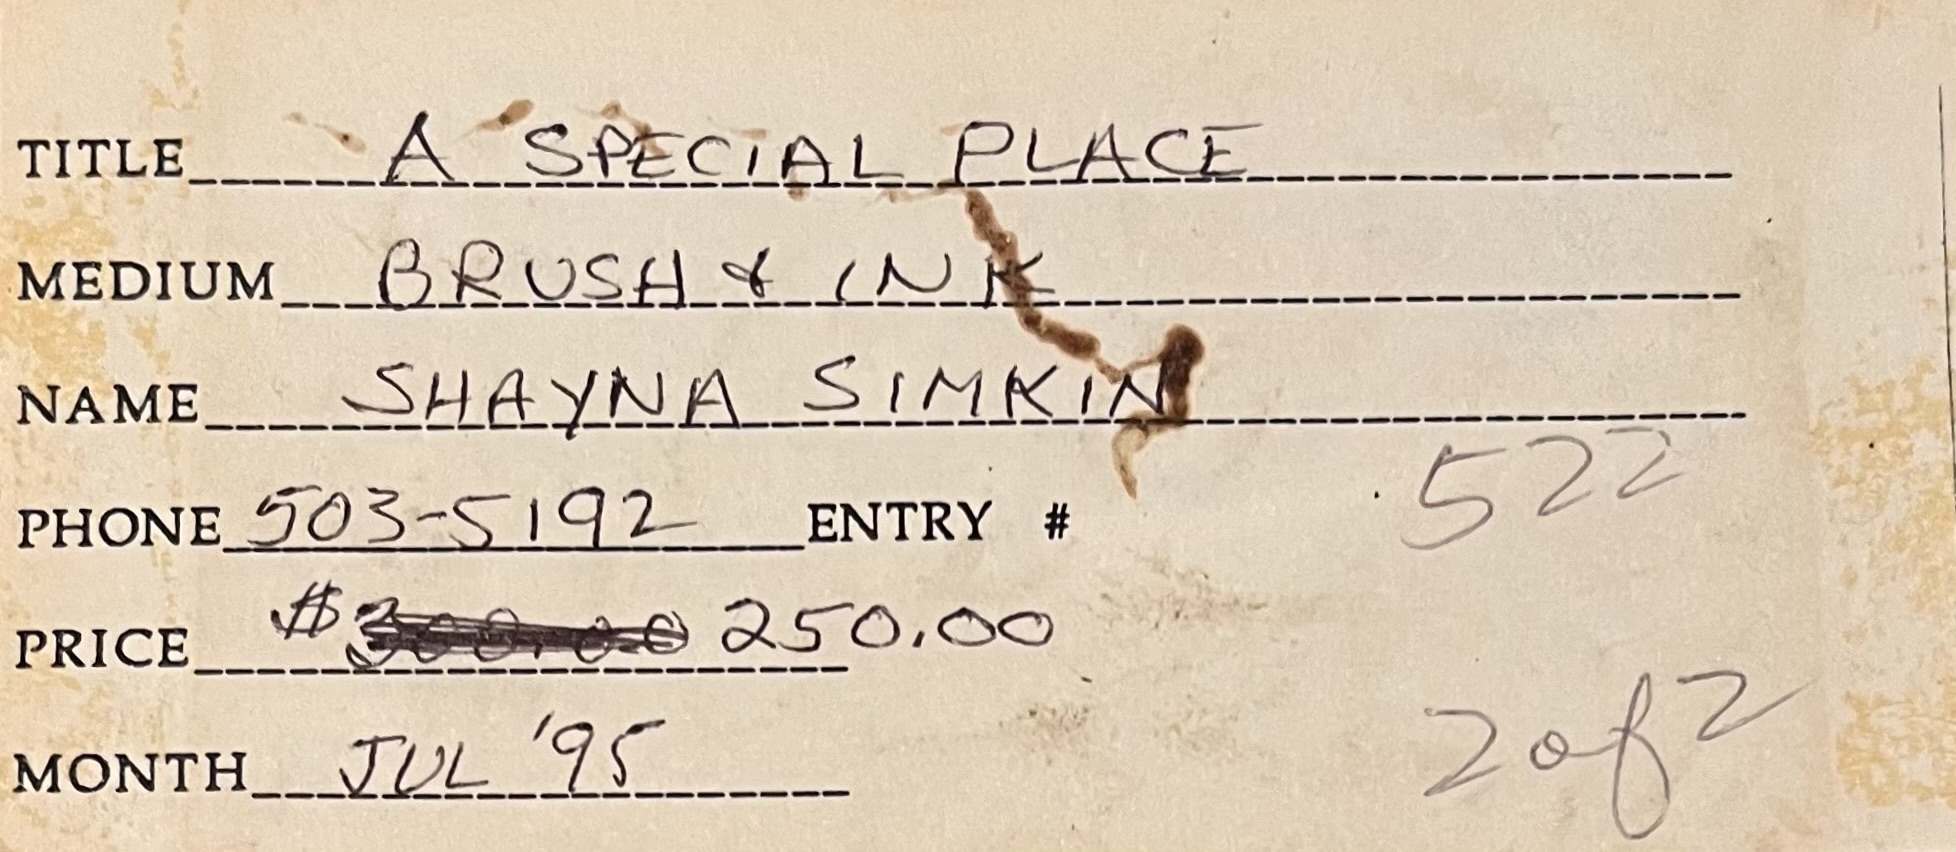 TITLE A SPECIAL PLACE
MEDIUM BRUSH & INK
NAME SHAYNA SIMKIN
PHONE 503-5192 ENTRY # 522
PRICE $ 300.00 250.00
MONTH JUL '95
2 of 2